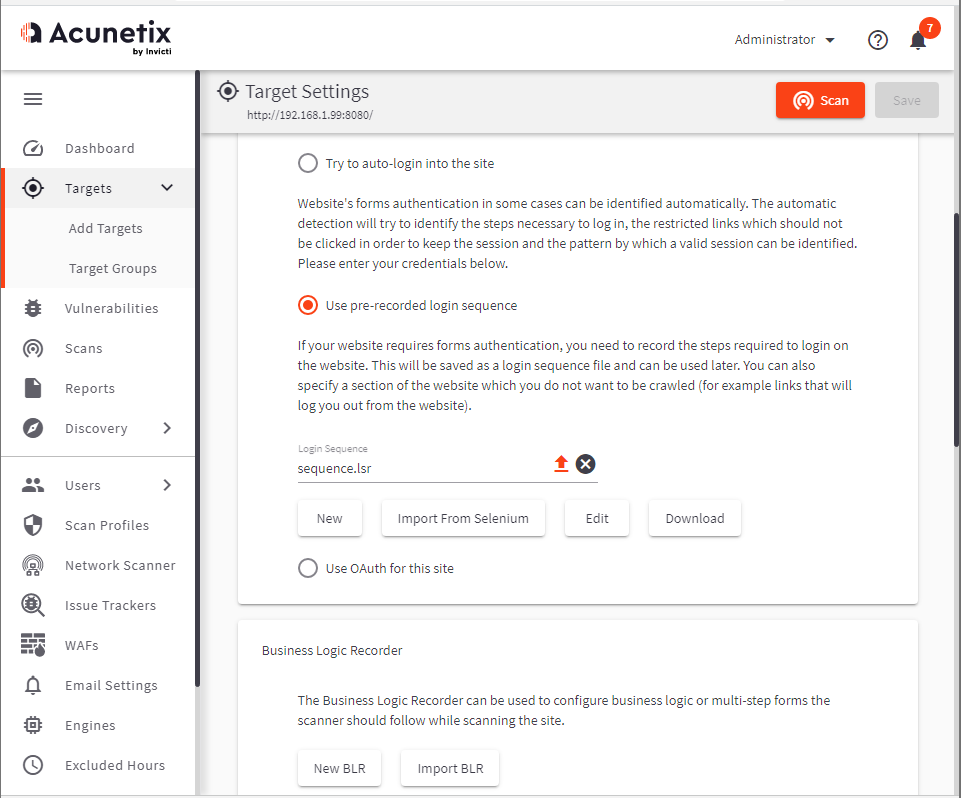 Acunetix
by Invicti
Administrator
7
Target Settings
http://192.168.1.99:8080/
Scan
Save
Dashboard
Targets
Add Targets
Target Groups
Vulnerabilities
Scans
Reports
Discovery
Users
Scan Profiles
Network Scanner
Issue Trackers
WAFs
Email Settings
Engines
Excluded Hours
Try to auto-login into the site
Website's forms authentication in some cases can be identified automatically. The automatic
detection will try to identify the steps necessary to log in, the restricted links which should not
be clicked in order to keep the session and the pattern by which a valid session can be identified.
Please enter your credentials below.
Use pre-recorded login sequence
If your website requires forms authentication, you need to record the steps required to login on
the website. This will be saved as a login sequence file and can be used later. You can also
specify a section of the website which you do not want to be crawled (for example links that will
log you out from the website).
Login Sequence
sequence.lsr
New
Import From Selenium
Edit
Download
Use OAuth for this site
Business Logic Recorder
The Business Logic Recorder can be used to configure business logic or multi-step forms the
scanner should follow while scanning the site.
New BLR
Import BLR